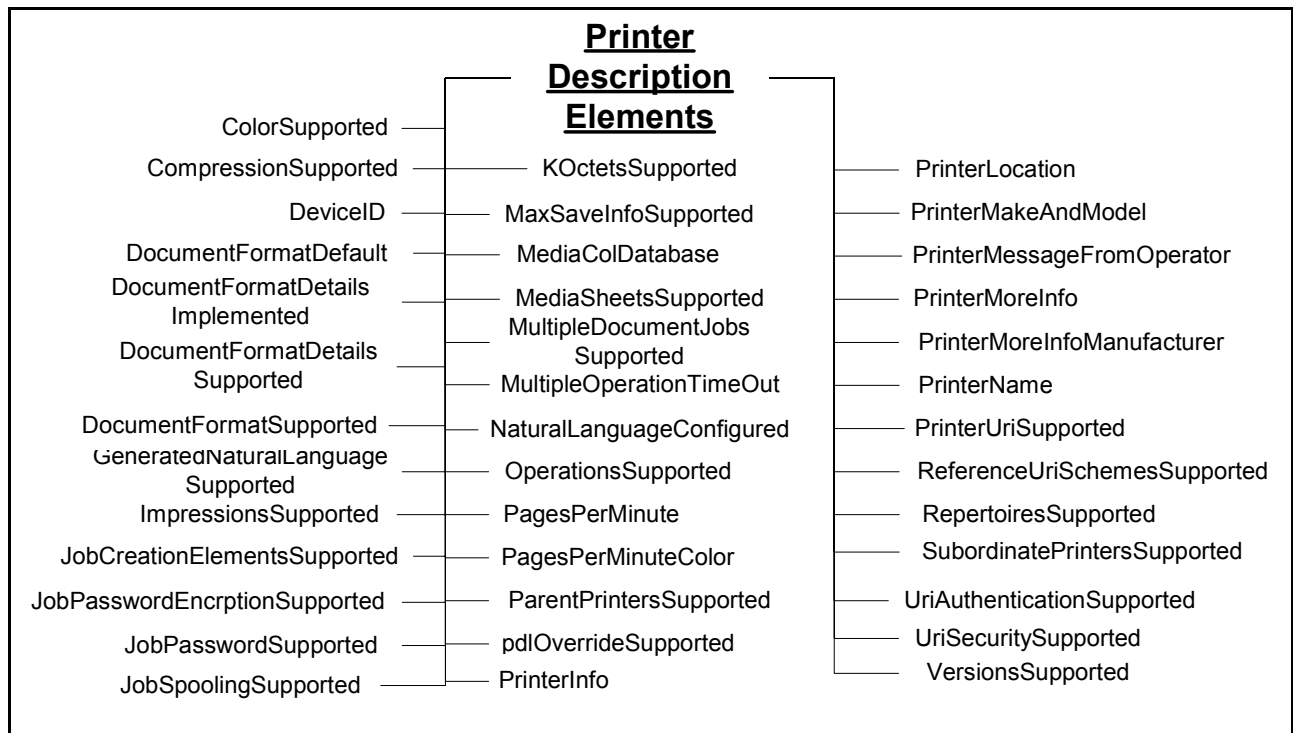 Printer
Description
Elements
ColorSupported
CompressionSupported
DeviceID
DocumentFormatDefault
DocumentFormatDetails
Implemented
DocumentFormatDetails
Supported
DocumentFormatSupported
GeneratedNaturalLanguage
Supported
ImpressionsSupported
JobCreationElementsSupported
JobPasswordEncrptionSupported
JobPasswordSupported
JobSpoolingSupported
KOctetsSupported
MaxSaveInfoSupported
MediaColDatabase
MediaSheetsSupported
MultipleDocumentJobs
Supported
MultipleOperationTimeOut
NaturalLanguageConfigured
OperationsSupported
PagesPerMinute
PagesPerMinuteColor
ParentPrintersSupported
pdlOverrideSupported
PrinterInfo
PrinterLocation
PrinterMakeAndModel
PrinterMessageFromOperator
PrinterMoreInfo
PrinterMoreInfoManufacturer
PrinterName
PrinterUriSupported
ReferenceUriSchemesSupported
RepertoiresSupported
SubordinatePrintersSupported
UriAuthenticationSupported
UriSecuritySupported
VersionsSupported